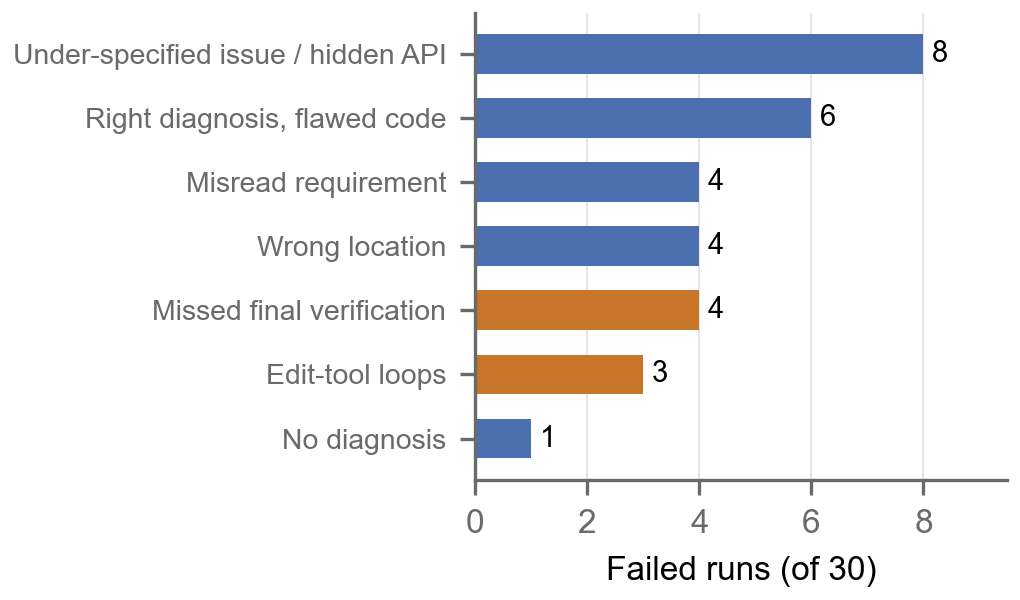 Under-specified issue / hidden API 8
Right diagnosis, flawed code 6
Misread requirement 4
Wrong location 4
Missed final verification 4
Edit-tool loops 3
No diagnosis 1
0 2 4 6 8
Failed runs (of 30)